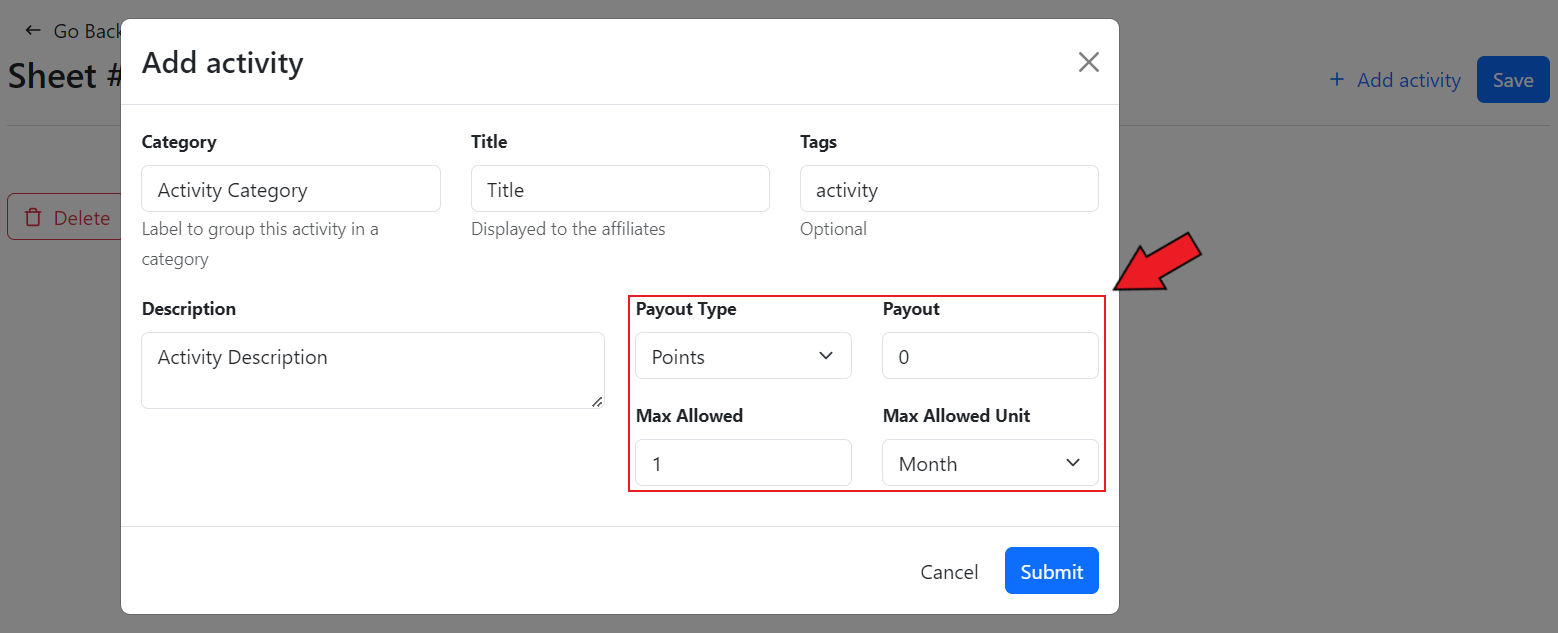 Go Back
Sheet #
Add activity
Add activity
Save
Category
Title
Tags
Activity Category
Title
activity
Label to group this activity in a
category
Displayed to the affiliates
Optional
Delete
Description
Payout Type
Payout
Activity Description
Points
0
Max Allowed
Max Allowed Unit
1
Month
Cancel
Submit